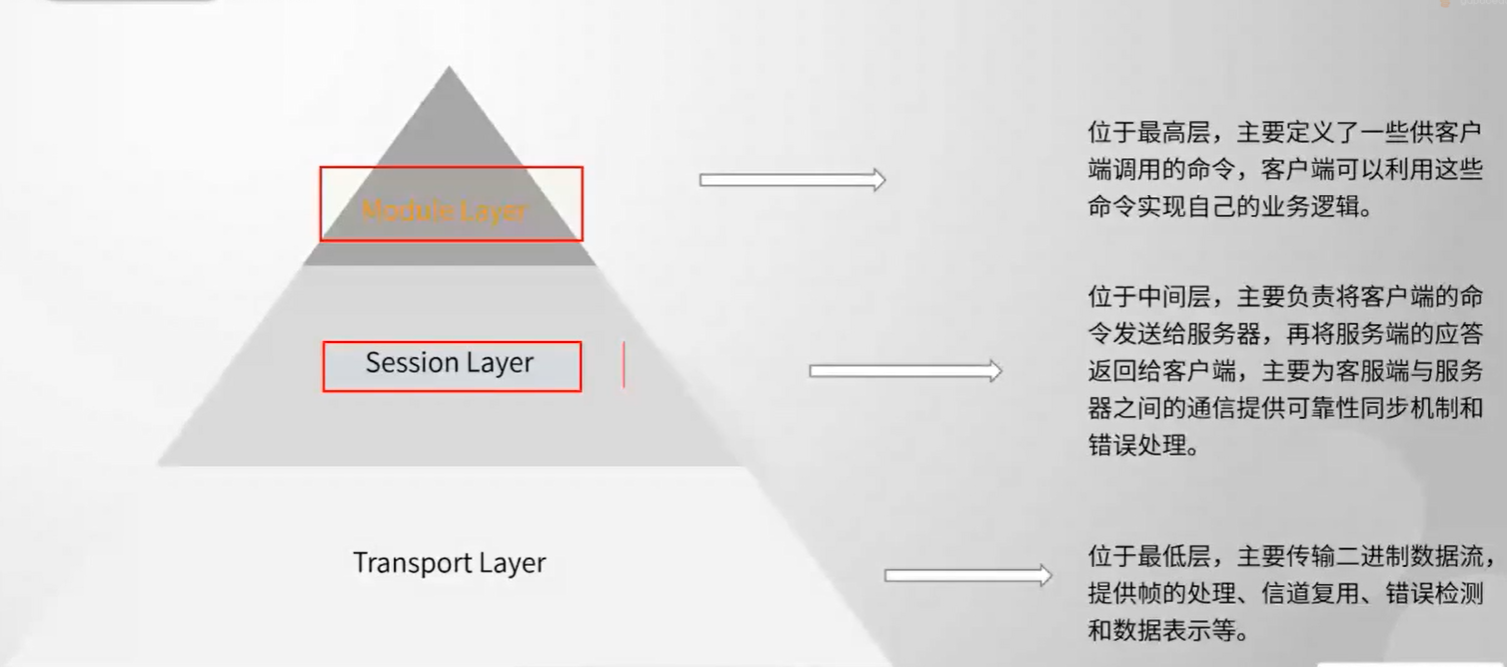 Module Layer
位于最高层，主要定义了一些供客户
端调用的命令，客户端可以利用这些
命令实现自己的业务逻辑。
Session Layer
位于中间层，主要负责将客户端的命
令发送给服务器，再将服务端的应答
返回给客户端，主要为客服端与服务
器之间的通信提供可靠性同步机制和
错误处理。
Transport Layer
位于最低层，主要传输二进制数据流，
提供帧的处理、信道复用、错误检测
和数据表示等。